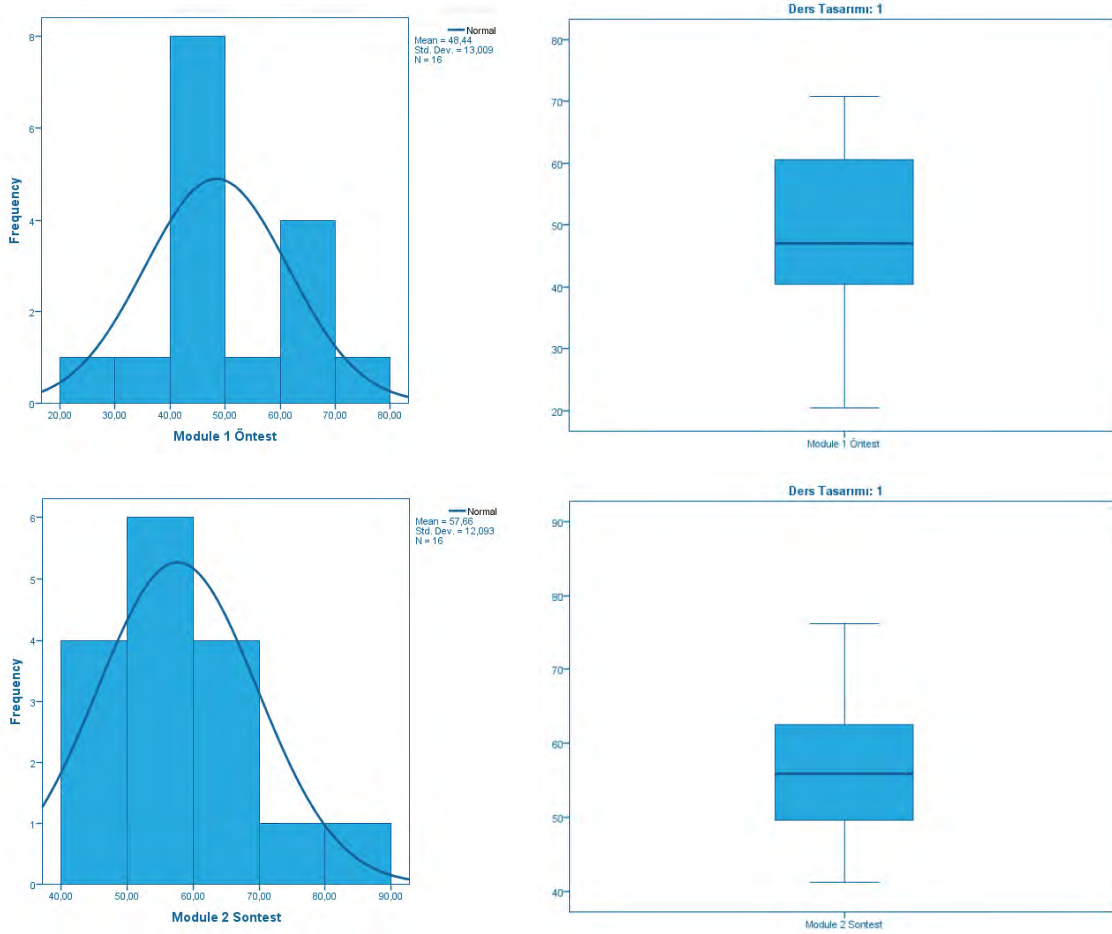 Normal
Mean = 48,44
Std. Dev. = 13,009
N = 16
Frequency
8
6
4
2
0
20,00 30,00 40,00 50,00 60,00 70,00 80,00
Module 1 Öntest
Ders Tasarımı: 1
80
70
60
50
40
30
20
Module 1 Öntest
Normal
Mean = 57,66
Std. Dev. = 12,093
N = 16
Frequency
6
5
4
3
2
1
0
40,00 50,00 60,00 70,00 80,00 90,00
Module 2 Sontest
Ders Tasarımı: 1
90
80
70
60
50
40
Module 2 Sontest